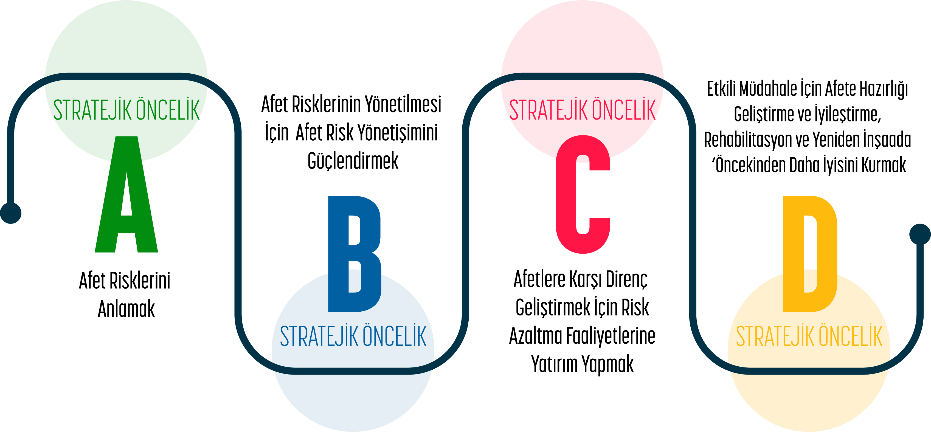 STRATEJİK ÖNCELİK
A
Afet Risklerini
Anlamak
Afet Risklerinin Yönetilmesi
İçin Afet Risk Yönetişimini
Güçlendirmek
B
STRATEJİK ÖNCELİK
STRATEJİK ÖNCELİK
C
Afetlere Karşı Direnç
Geliştirmek İçin Risk
Azaltma Faaliyetlerine
Yatırım Yapmak
Etkili Müdahale İçin Afete Hazırlığı
Geliştirme ve İyileştirme,
Rehabilitasyon ve Yeniden İnşaada
‘Öncekinden Daha İyisini Kurmak
D
STRATEJİK ÖNCELİK